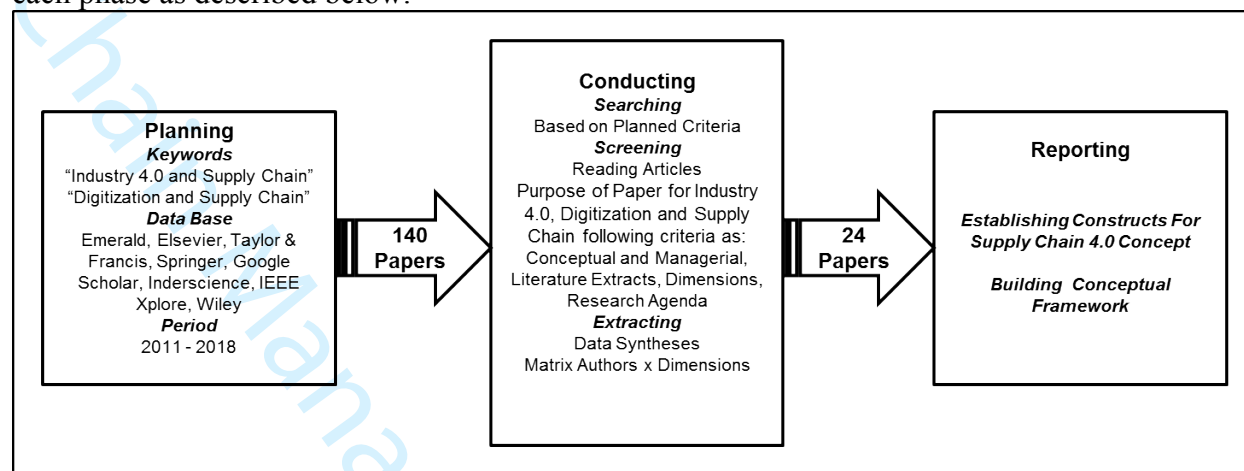 each phase as described below.
Planning
Keywords
“Industry 4.0 and Supply Chain”
“Digitization and Supply Chain”
Data Base
Emerald, Elsevier, Taylor &
Francis, Springer, Google
Scholar, Inderscience, IEEE
Xplore, Wiley
Period
2011 - 2018
140
Papers
Conducting
Searching
Based on Planned Criteria
Screening
Reading Articles
Purpose of Paper for Industry
4.0, Digitization and Supply
Chain following criteria as:
Conceptual and Managerial,
Literature Extracts, Dimensions,
Research Agenda
Extracting
Data Syntheses
Matrix Authors x Dimensions
24
Papers
Reporting
Establishing Constructs For
Supply Chain 4.0 Concept
Building Conceptual
Framework
Chain Mana